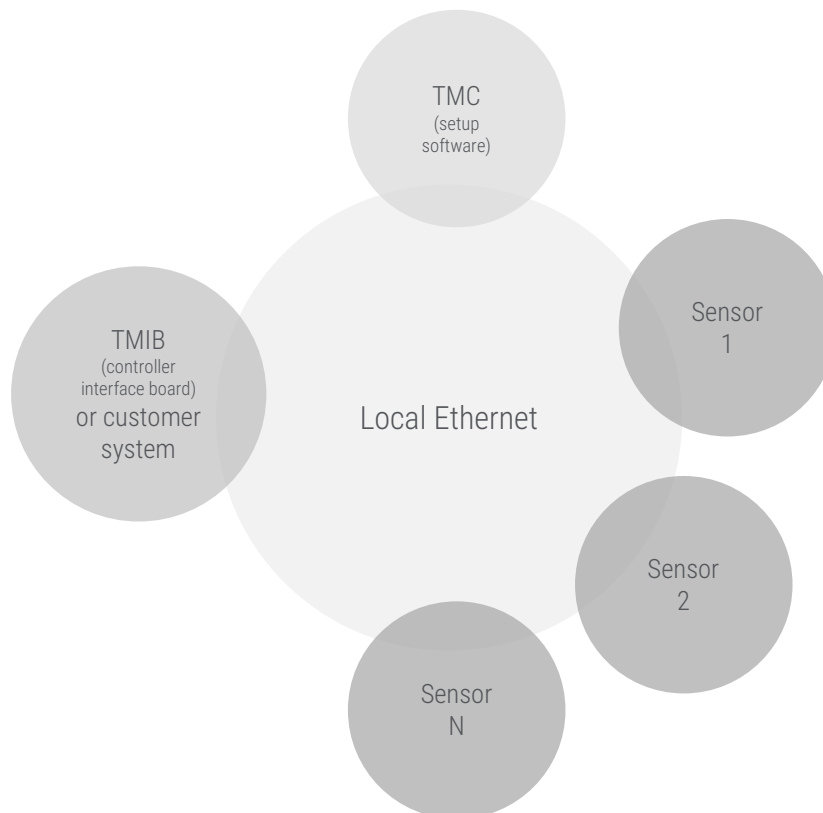 TMC
(setup
software)
Sensor
1
TMIB
(controller
interface board)
or customer
system
Local Ethernet
Sensor
2
Sensor
N